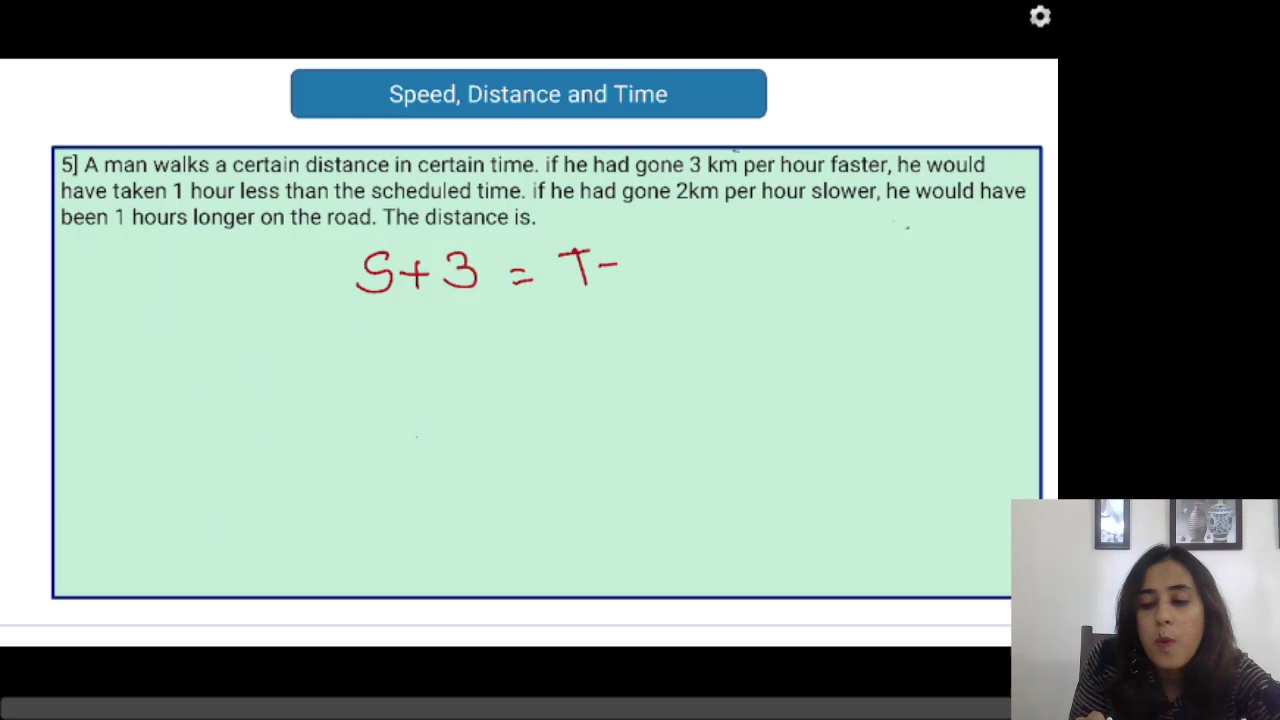 Speed, Distance and Time
5] A man walks a certain distance in certain time. if he had gone 3 km per hour faster, he would
have taken 1 hour less than the scheduled time. if he had gone 2km per hour slower, he would have
been 1 hours longer on the road. The distance is.
S+3 = T-